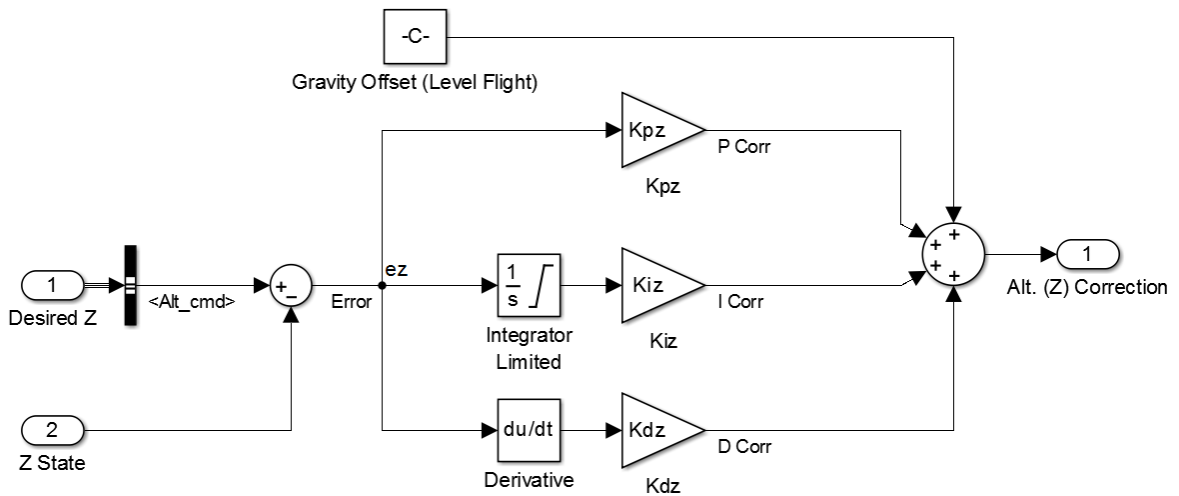 -C-
Gravity Offset (Level Flight)
Kpz
P Corr
Kpz
+
+
+
+
1
Desired Z
<Alt_cmd>
+
−
Error
ez
1
s
Integrator
Limited
Kiz
I Corr
Kiz
1
Alt. (Z) Correction
2
Z State
du/dt
Derivative
Kdz
D Corr
Kdz